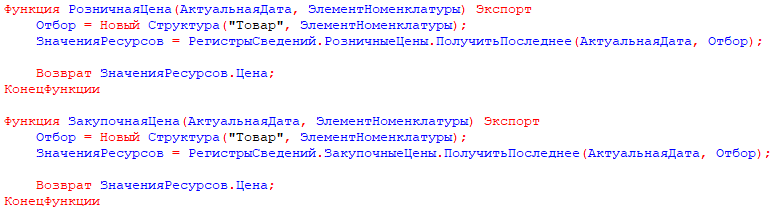 Функция РозничнаяЦена(АктуальнаяДата, ЭлементНоменклатуры) Экспорт
Отбор = Новый Структура("Товар", ЭлементНоменклатуры);
ЗначенияРесурсов = РегистрыСведений.РозничныеЦены.ПолучитьПоследнее(АктуальнаяДата, Отбор);
Возврат ЗначенияРесурсов.Цена;
КонецФункции
Функция ЗакупочнаяЦена(АктуальнаяДата, ЭлементНоменклатуры) Экспорт
Отбор = Новый Структура("Товар", ЭлементНоменклатуры);
ЗначенияРесурсов = РегистрыСведений.ЗакупочныеЦены.ПолучитьПоследнее(АктуальнаяДата, Отбор);
Возврат ЗначенияРесурсов.Цена;
КонецФункции